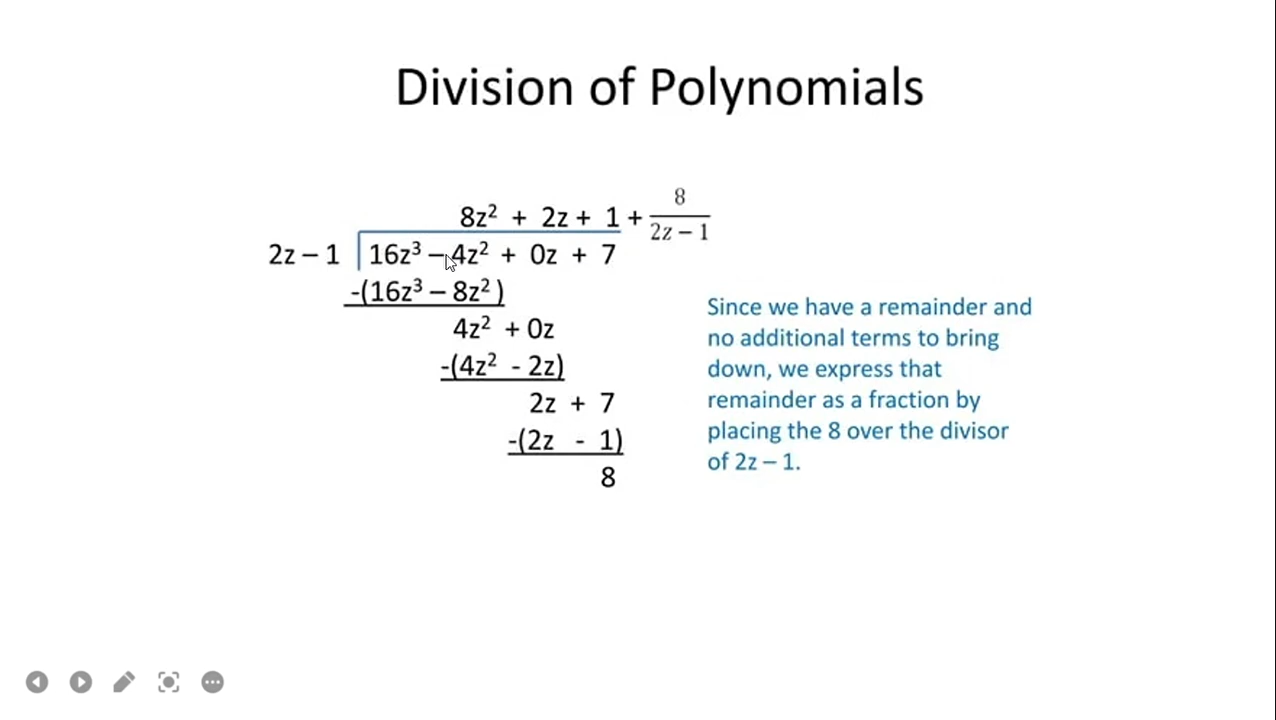 Division of Polynomials
8z² + 2z + 1 + 8/(2z − 1)
2z – 1 16z³ – 4z² + 0z + 7
-(16z³ – 8z² )
4z² + 0z
-(4z² - 2z)
2z + 7
-(2z - 1)
8
Since we have a remainder and
no additional terms to bring
down, we express that
remainder as a fraction by
placing the 8 over the divisor
of 2z – 1.